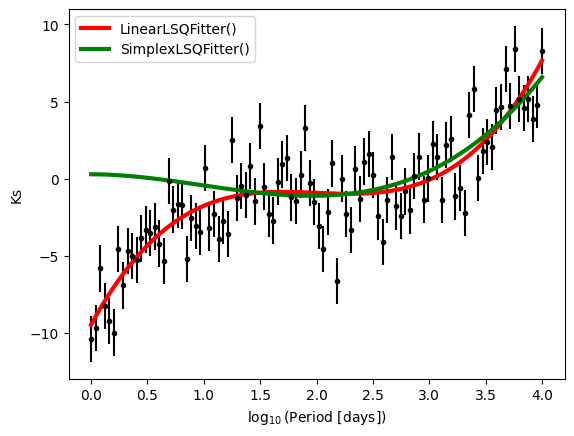 LinearLSQFitter()
SimplexLSQFitter()
10
5
0
−5
−10
Ks
0.0 0.5 1.0 1.5 2.0 2.5 3.0 3.5 4.0
log₁₀(Period [days])